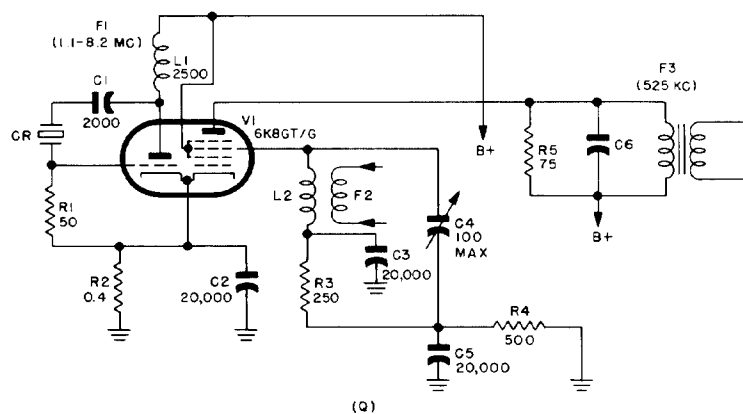 F1
(1.1-8.2 MC)
L1
2500
C1
2000
CR
V1
6K8GT/G
F3
(525 KC)
B+
R5
75
C6
B+
R1
50
L2
F2
C4
100
MAX
C3
20,000
R2
0.4
C2
20,000
R3
250
R4
500
C5
20,000
(Q)